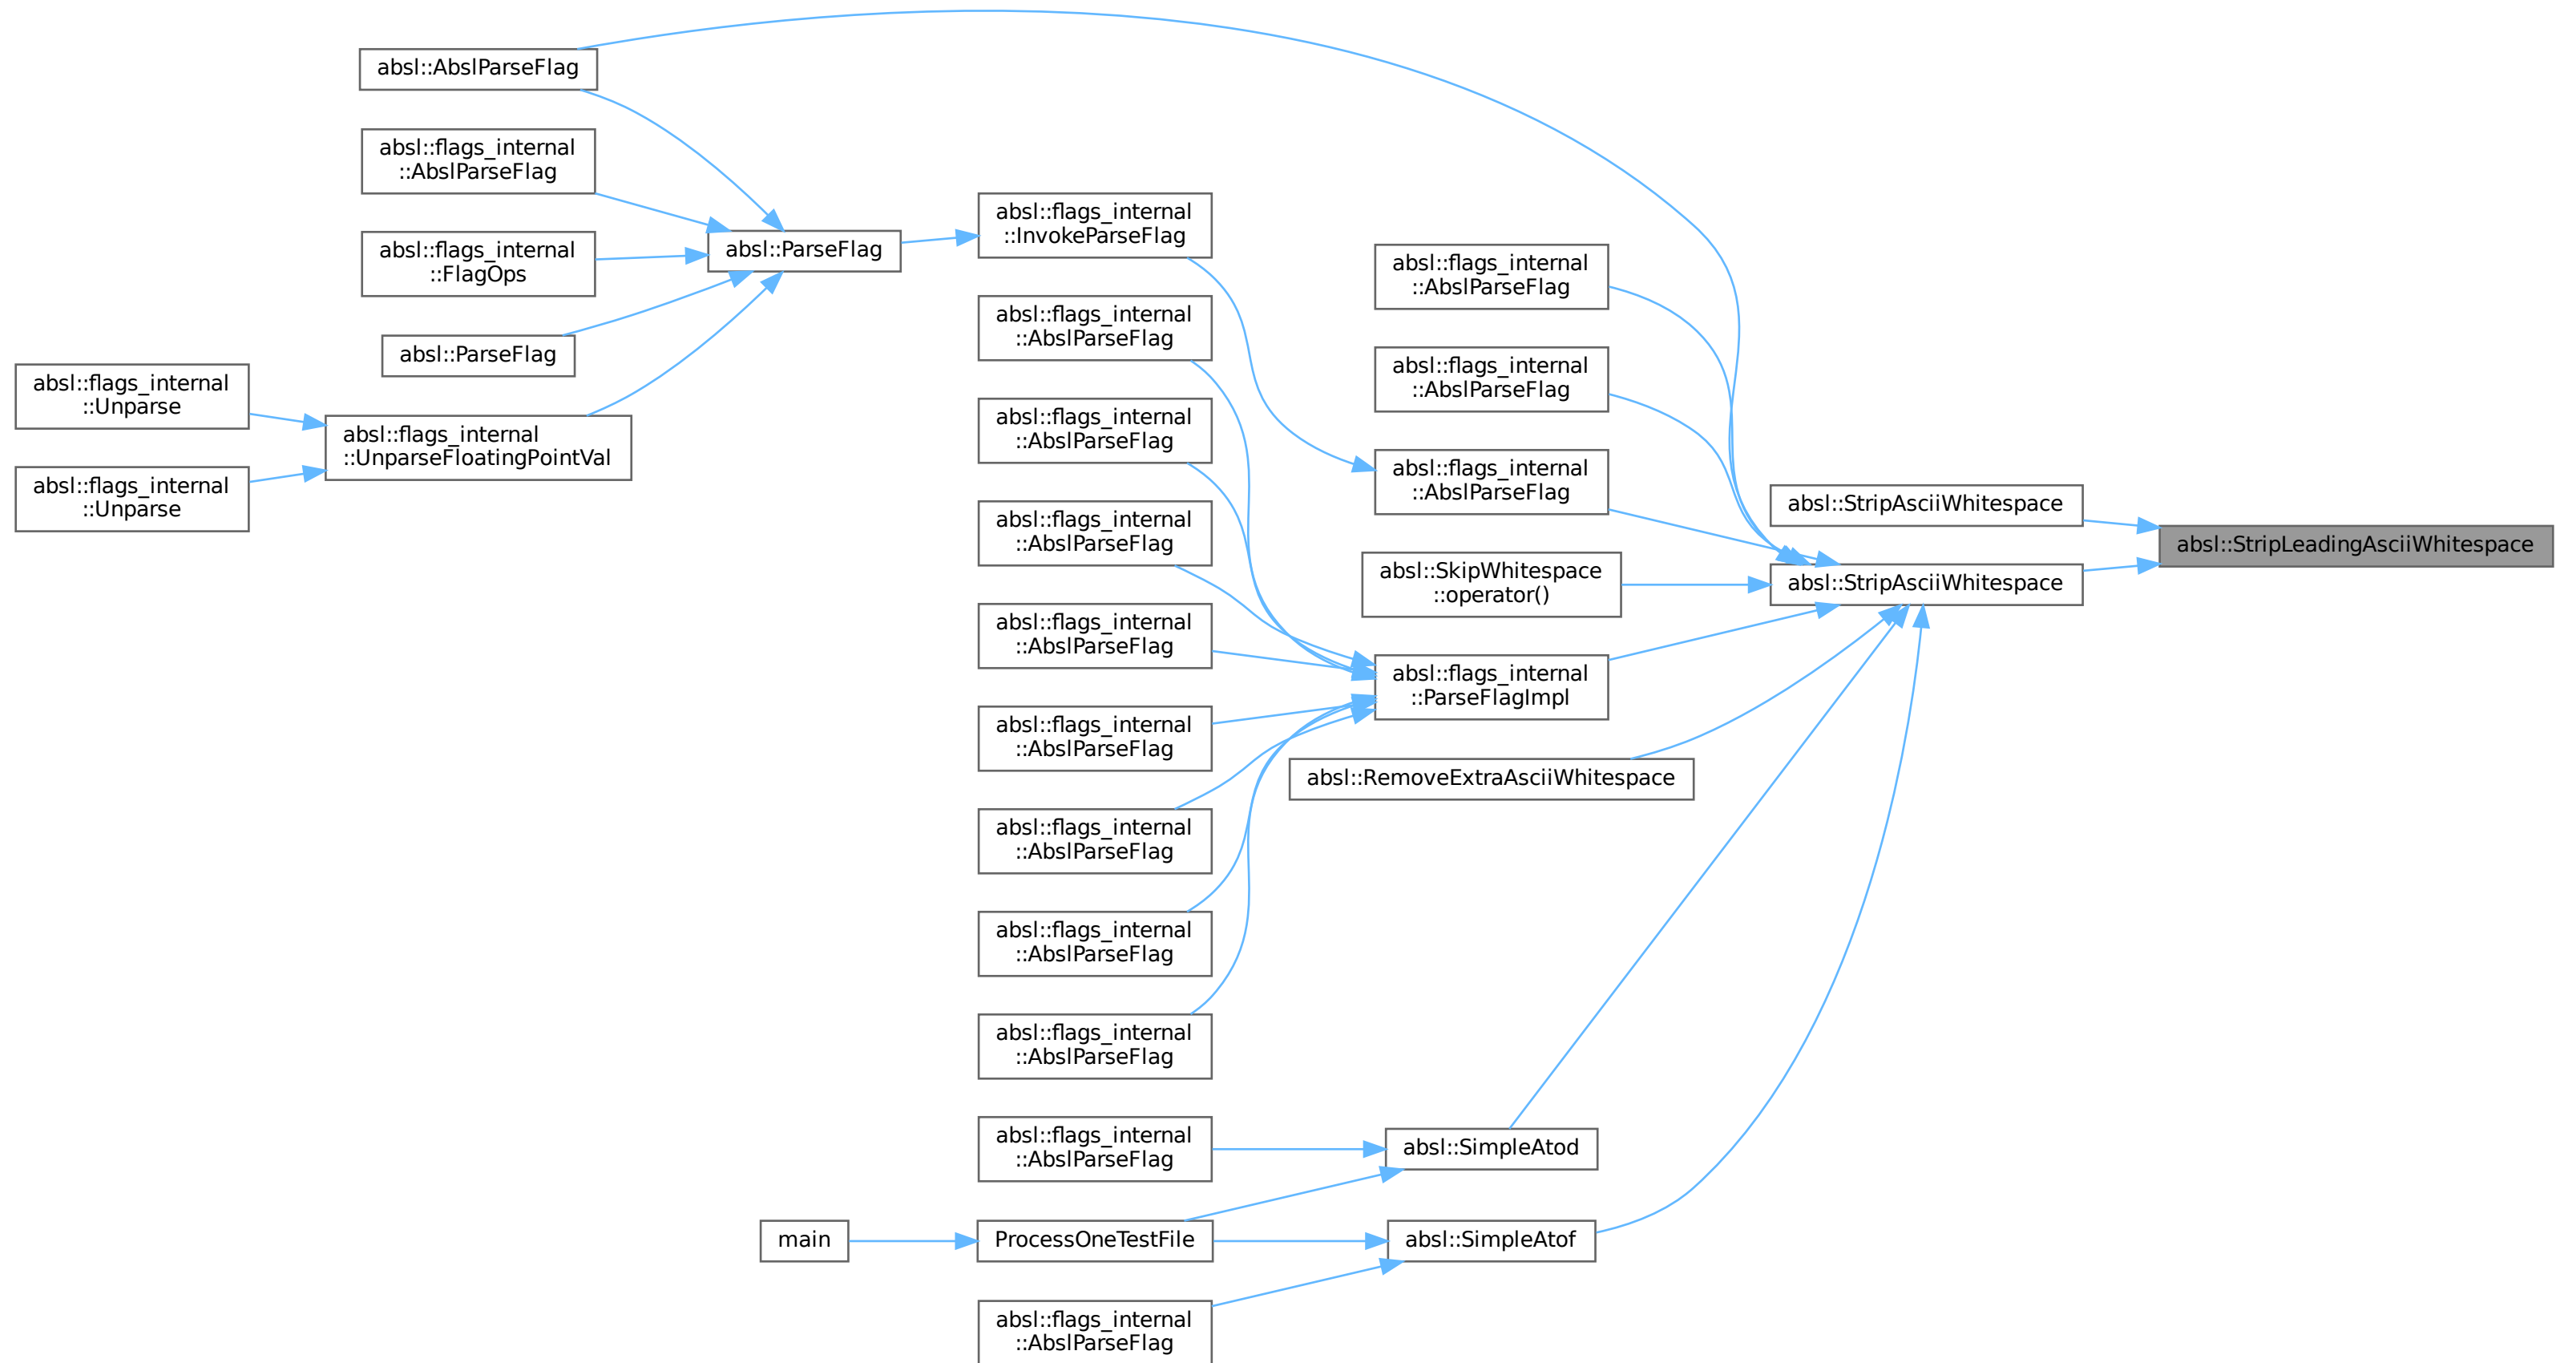 absl::AbslParseFlag
absl::flags_internal
::AbslParseFlag
absl::flags_internal
::FlagOps
absl::ParseFlag
absl::flags_internal
::Unparse
absl::flags_internal
::Unparse
absl::flags_internal
::UnparseFloatingPointVal
absl::ParseFlag
absl::flags_internal
::InvokeParseFlag
absl::flags_internal
::AbslParseFlag
absl::flags_internal
::AbslParseFlag
absl::flags_internal
::AbslParseFlag
absl::flags_internal
::AbslParseFlag
absl::flags_internal
::AbslParseFlag
absl::flags_internal
::AbslParseFlag
absl::flags_internal
::AbslParseFlag
absl::flags_internal
::AbslParseFlag
absl::flags_internal
::AbslParseFlag
main
ProcessOneTestFile
absl::flags_internal
::AbslParseFlag
absl::flags_internal
::AbslParseFlag
absl::flags_internal
::AbslParseFlag
absl::flags_internal
::AbslParseFlag
absl::SkipWhitespace
::operator()
absl::flags_internal
::ParseFlagImpl
absl::RemoveExtraAsciiWhitespace
absl::SimpleAtod
absl::SimpleAtof
absl::StripAsciiWhitespace
absl::StripAsciiWhitespace
absl::StripLeadingAsciiWhitespace